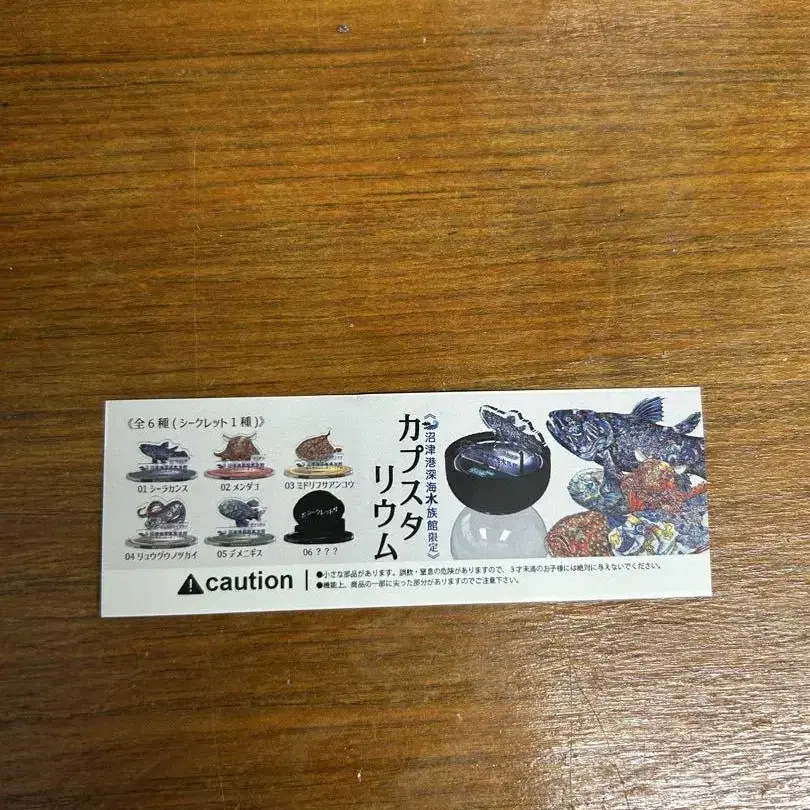 《全6種(シークレット1種)》
01 シーラカンス
02 メンダコ
03 ミドリフサアンコウ
04 リュウグウノツカイ
05 デメニギス
06 ???
シークレット
カプスタ
リウム
《沼津港深海水族館限定》
caution
●小さな部品があります。誤飲・窒息の危険がありますので、3才未満のお子様には絶対に与えないでください。
●機能上、商品の一部に尖った部分がありますのでご注意下さい。